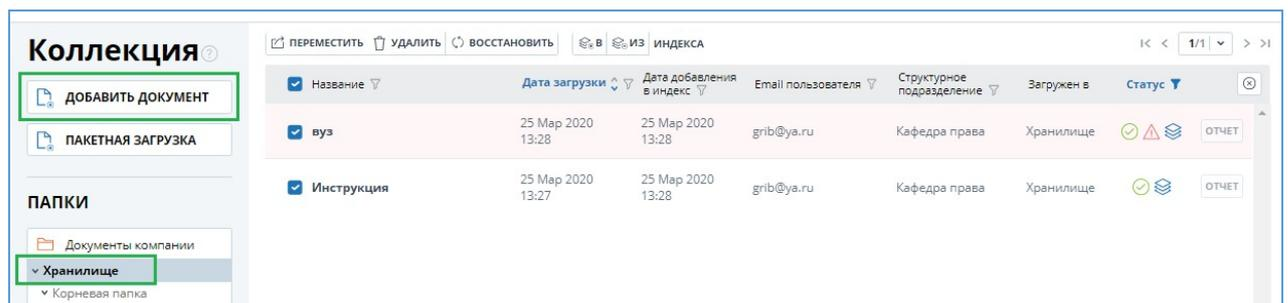 Коллекция
ДОБАВИТЬ ДОКУМЕНТ
ПАКЕТНАЯ ЗАГРУЗКА
ПАПКИ
Документы компании
Хранилище
Корневая папка
ПЕРЕМЕСТИТЬ УДАЛИТЬ ВОССТАНОВИТЬ В ИЗ ИНДЕКСА
1/1
Название Дата загрузки Дата добавления в индекс Email пользователя Структурное подразделение Загружен в Статус
вуз 25 Мар 2020 13:28 25 Мар 2020 13:28 grib@ya.ru Кафедра права Хранилище ОТЧЕТ
Инструкция 25 Мар 2020 13:27 25 Мар 2020 13:28 grib@ya.ru Кафедра права Хранилище ОТЧЕТ